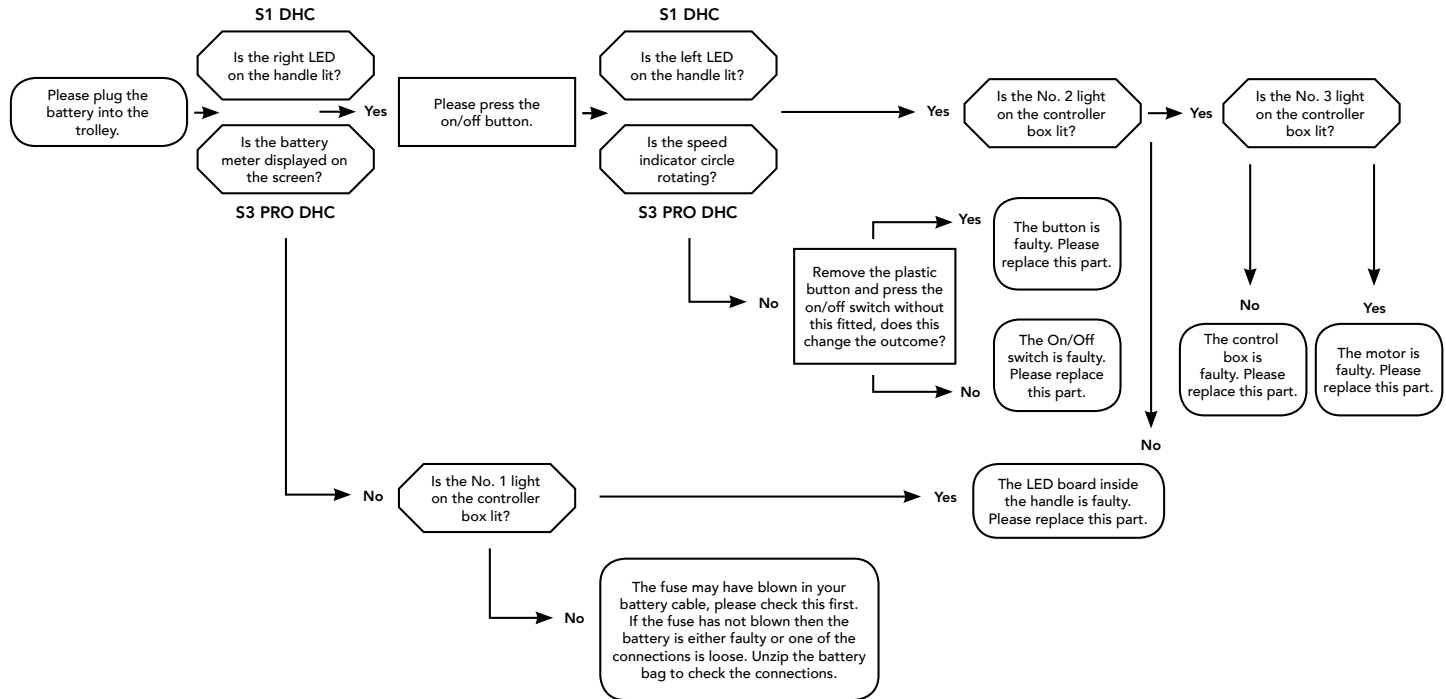 S1 DHC
Is the right LED
on the handle lit?
Please plug the
battery into the
trolley.
Yes
Is the battery
meter displayed on
the screen?
S3 PRO DHC
Please press the
on/off button.
S1 DHC
Is the left LED
on the handle lit?
Is the speed
indicator circle
rotating?
S3 PRO DHC
Yes
Is the No. 2 light
on the controller
box lit?
Yes
Is the No. 3 light
on the controller
box lit?
No
Remove the plastic
button and press the
on/off switch without
this fitted, does this
change the outcome?
Yes
The button is
faulty. Please
replace this part.
No
The On/Off
switch is faulty.
Please replace
this part.
No
The control
box is
faulty. Please
replace this part.
Yes
The motor is
faulty. Please
replace this part.
No
No
Is the No. 1 light
on the controller
box lit?
Yes
The LED board inside
the handle is faulty.
Please replace this part.
No
The fuse may have blown in your
battery cable, please check this first.
If the fuse has not blown then the
battery is either faulty or one of the
connections is loose. Unzip the battery
bag to check the connections.